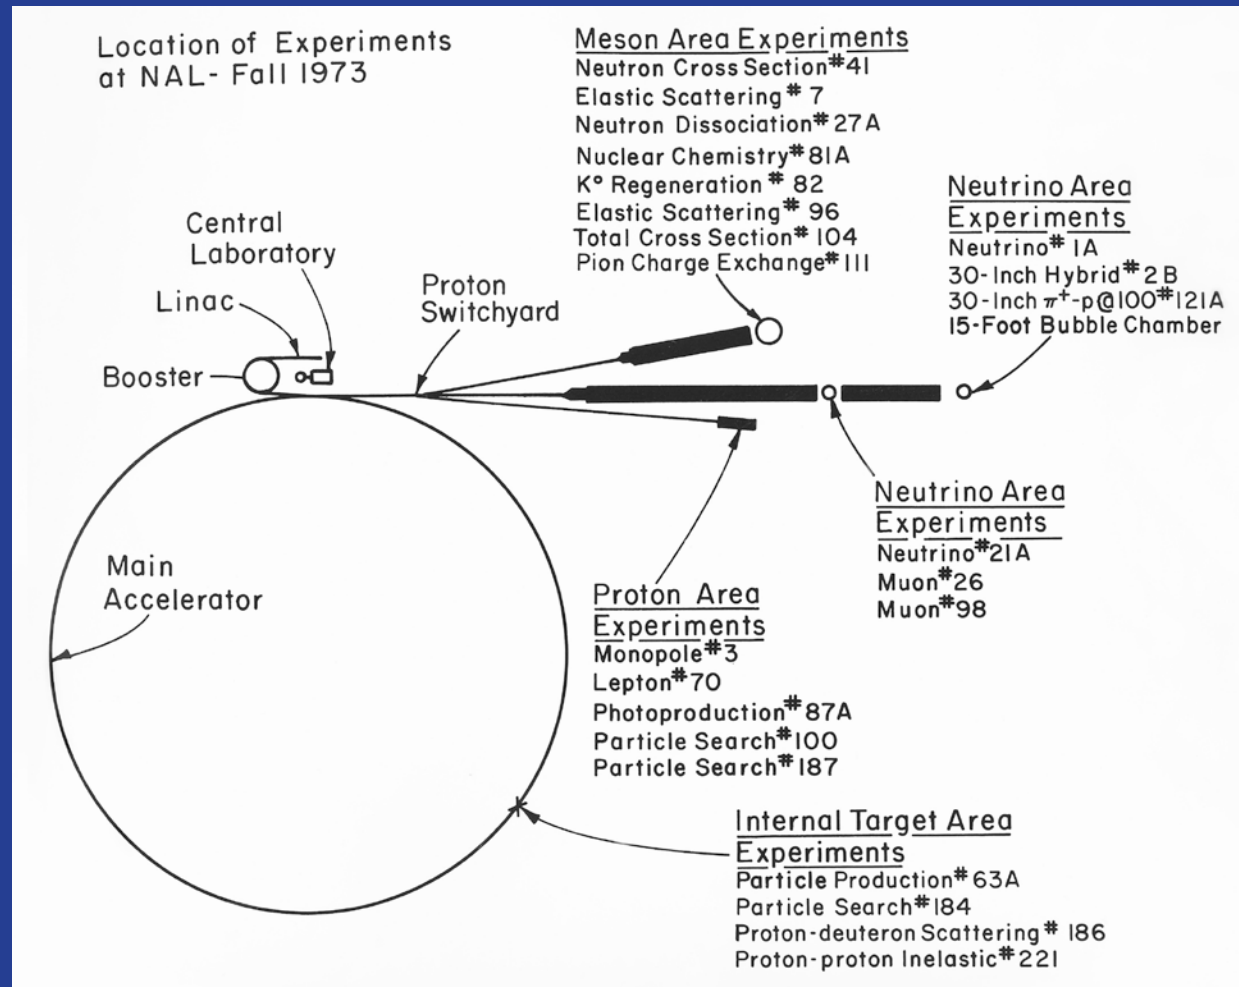 Location of Experiments
at NAL- Fall 1973
Meson Area Experiments
Neutron Cross Section #41
Elastic Scattering # 7
Neutron Dissociation #27A
Nuclear Chemistry #81A
K° Regeneration # 82
Elastic Scattering # 96
Total Cross Section # 104
Pion Charge Exchange #111
Neutrino Area
Experiments
Neutrino # 1A
30-Inch Hybrid # 2B
30-Inch π⁺-p@100 #121A
15-Foot Bubble Chamber
Central
Laboratory
Linac
Booster
Proton
Switchyard
Main
Accelerator
Neutrino Area
Experiments
Neutrino #21A
Muon #26
Muon #98
Proton Area
Experiments
Monopole #3
Lepton #70
Photoproduction # 87A
Particle Search #100
Particle Search #187
Internal Target Area
Experiments
Particle Production # 63A
Particle Search #184
Proton-deuteron Scattering # 186
Proton-proton Inelastic #221